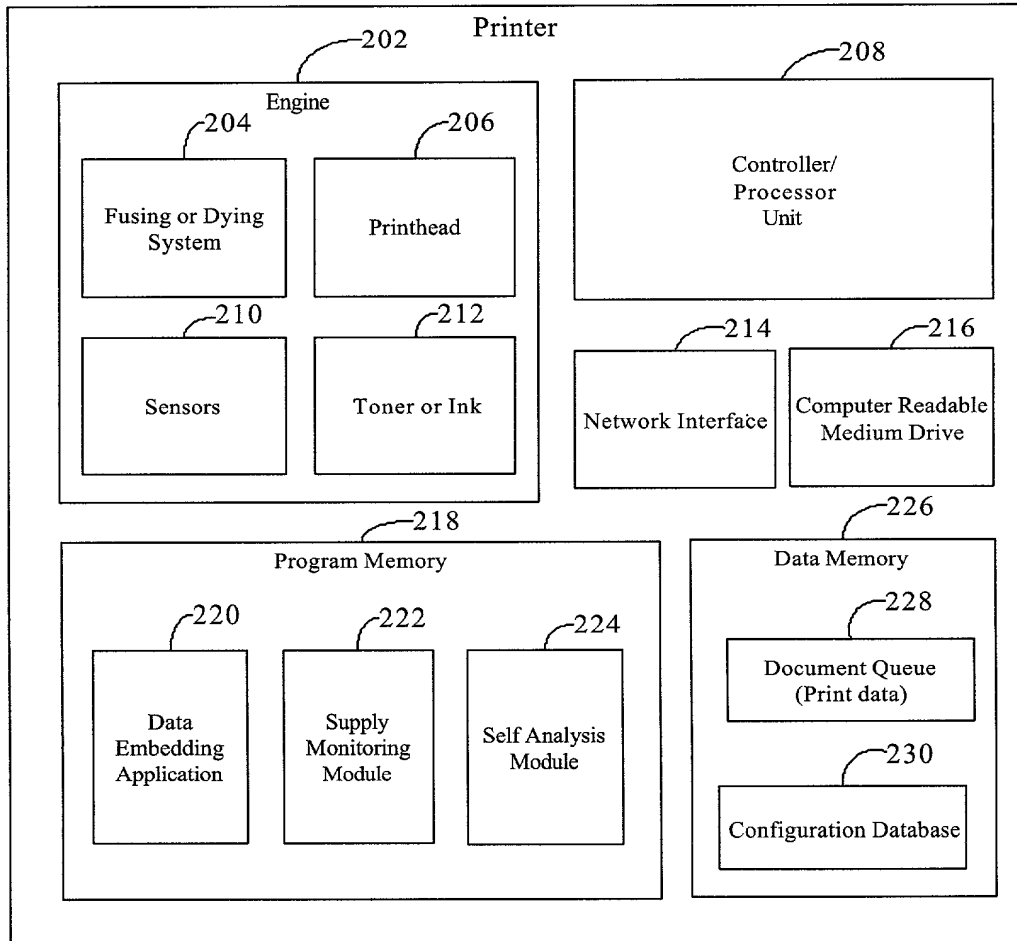 Printer
202
Engine
204
Fusing or Dying
System
206
Printhead
210
Sensors
212
Toner or Ink
208
Controller/
Processor
Unit
214
Network Interface
216
Computer Readable
Medium Drive
218
Program Memory
220
Data
Embedding
Application
222
Supply
Monitoring
Module
224
Self Analysis
Module
226
Data Memory
228
Document Queue
(Print data)
230
Configuration Database